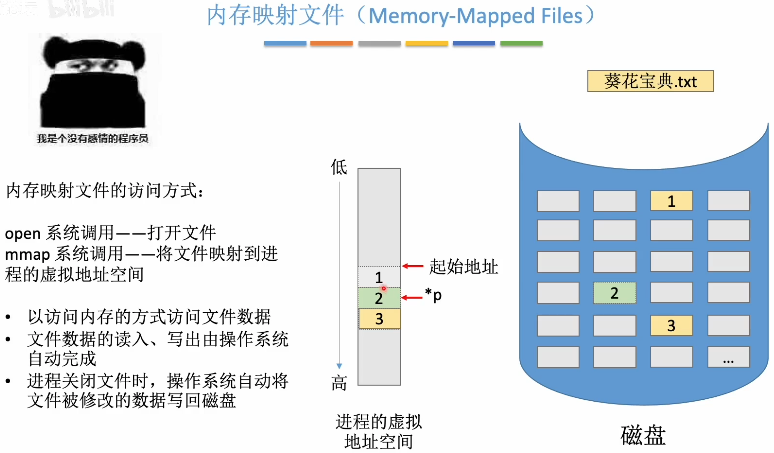 bilibili
内存映射文件（Memory-Mapped Files）
我是个没有感情的程序员
葵花宝典.txt
内存映射文件的访问方式：
open 系统调用——打开文件
mmap 系统调用——将文件映射到进
程的虚拟地址空间
• 以访问内存的方式访问文件数据
• 文件数据的读入、写出由操作系统
自动完成
• 进程关闭文件时，操作系统自动将
文件被修改的数据写回磁盘
低
起始地址
1
2
*p
3
高
进程的虚拟
地址空间
1
2
3
...
磁盘